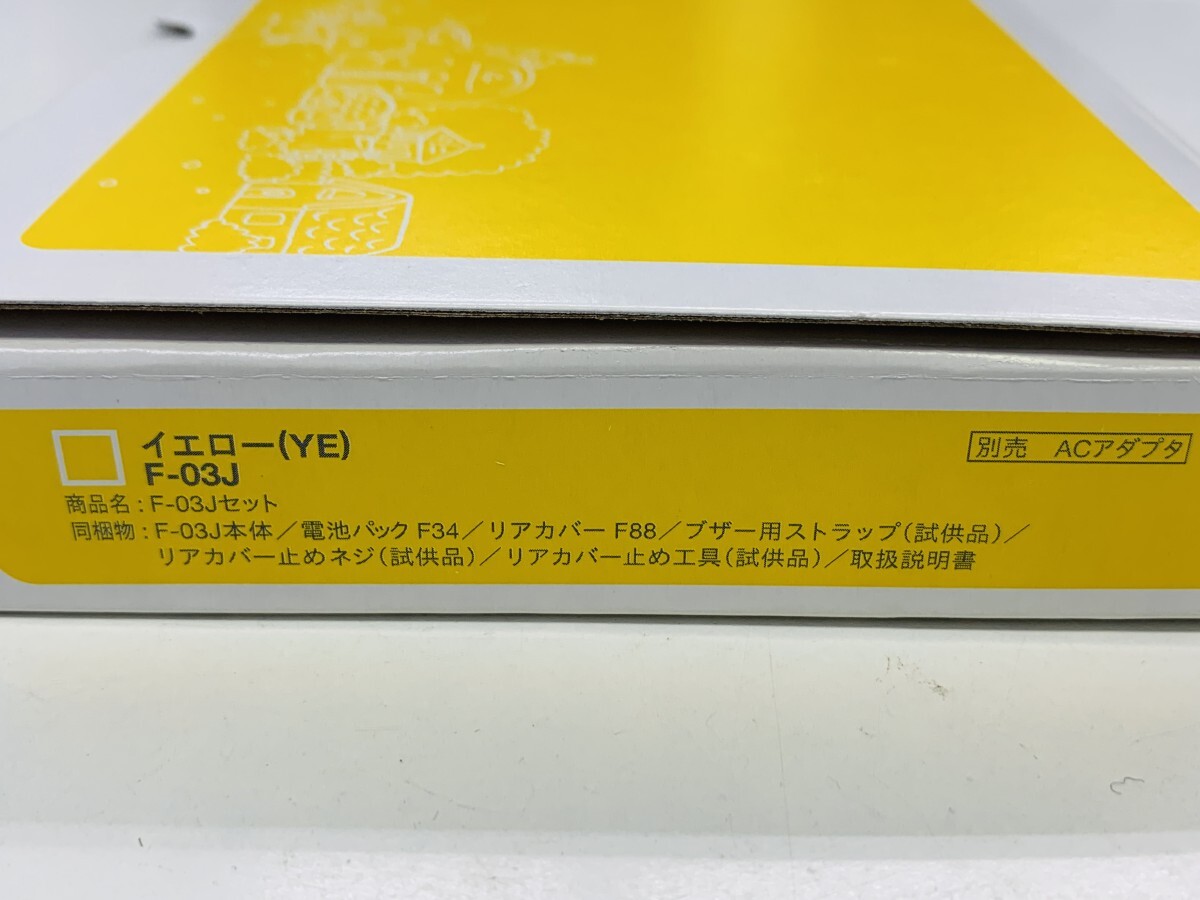 イエロー(YE)
F-03J
別売 ACアダプタ
商品名:F-03Jセット
同梱物:F-03J本体/電池パック F34/リアカバー F88/ブザー用ストラップ(試供品)/
リアカバー止めネジ(試供品)/リアカバー止め工具(試供品)/取扱説明書